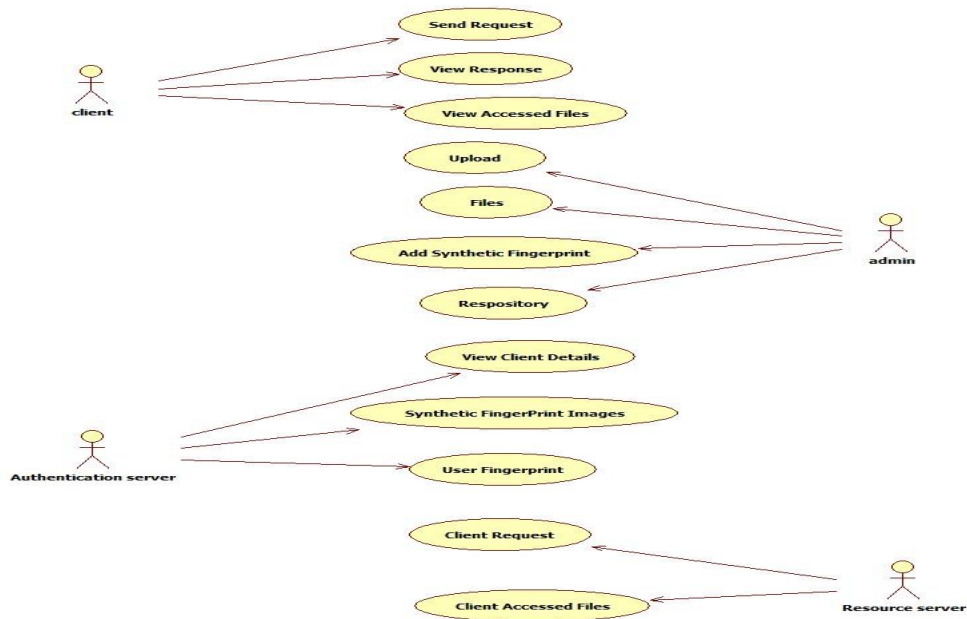 Send Request
View Response
client
View Accessed Files
Upload
Files
Add Synthetic Fingerprint
admin
Respository
View Client Details
Synthetic FingerPrint Images
Authentication server
User Fingerprint
Client Request
Client Accessed Files
Resource server